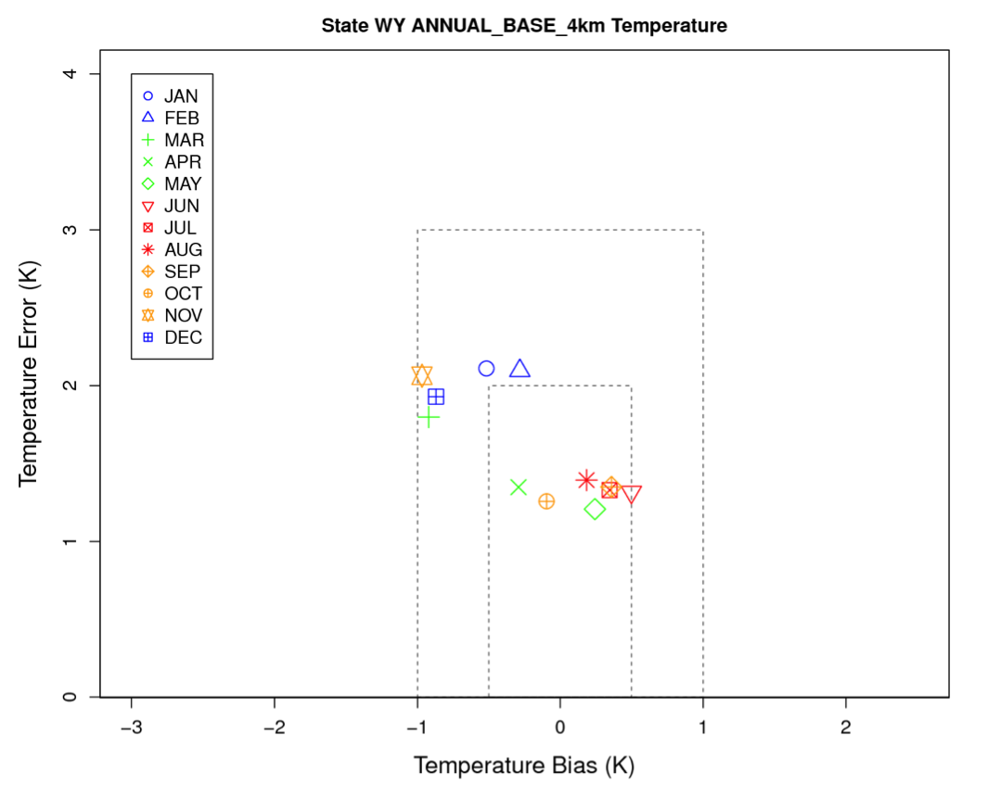 State WY ANNUAL_BASE_4km Temperature
4
3
2
1
0
Temperature Error (K)
JAN
FEB
MAR
APR
MAY
JUN
JUL
AUG
SEP
OCT
NOV
DEC
−3 −2 −1 0 1 2
Temperature Bias (K)